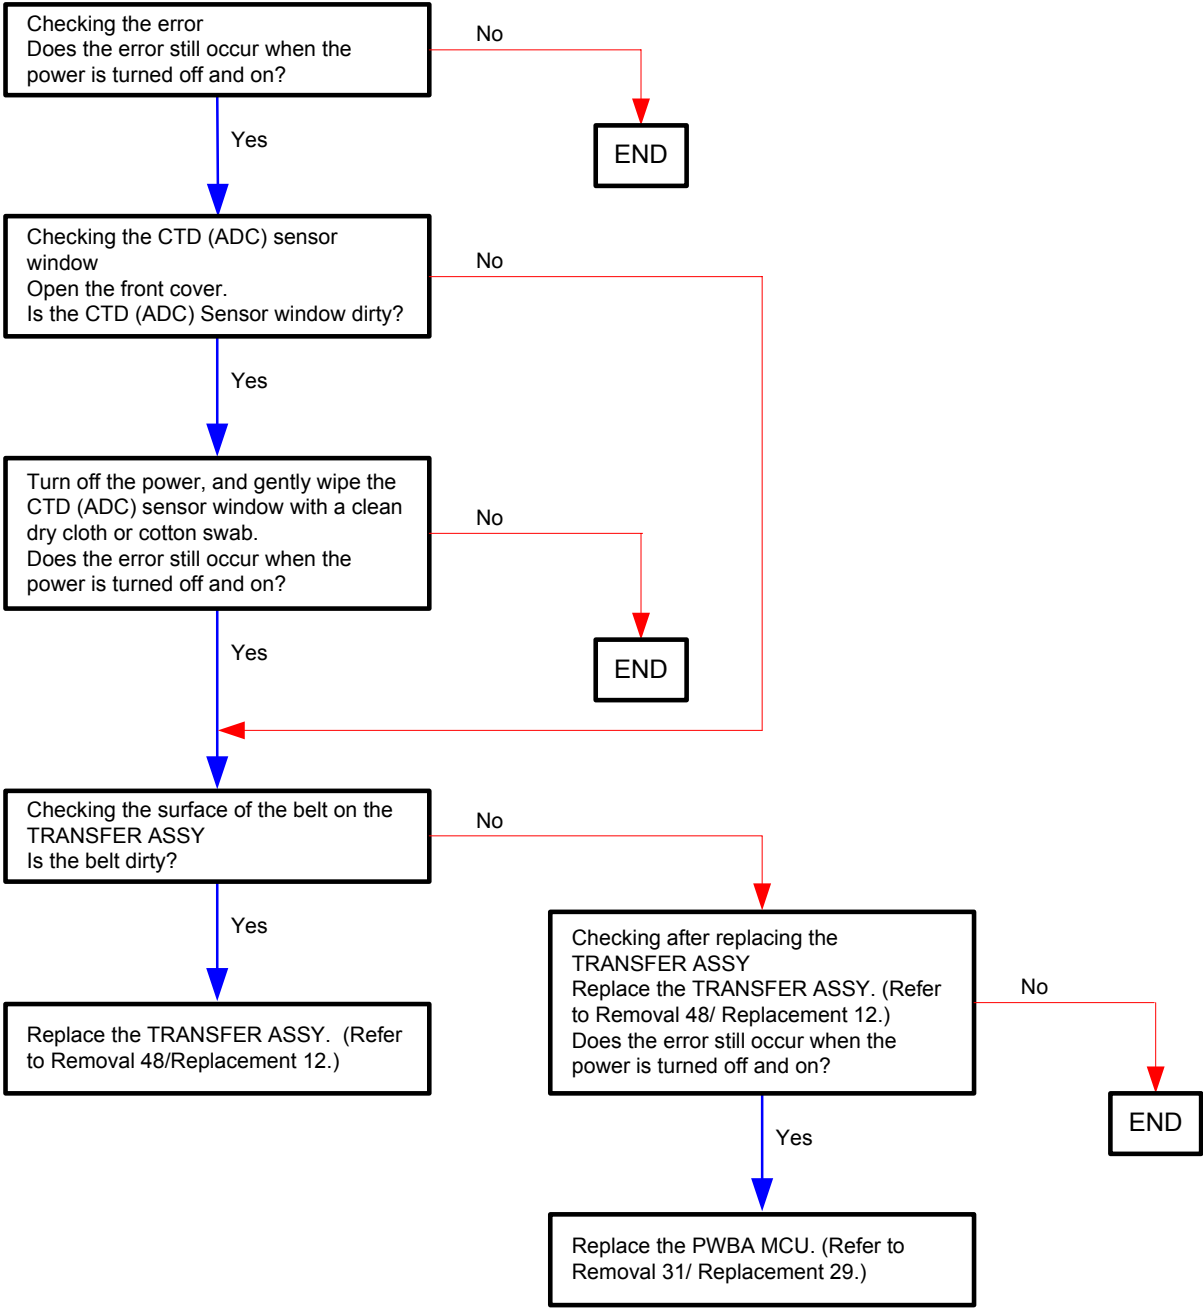 Checking the error
Does the error still occur when the
power is turned off and on?
No
END
Yes
Checking the CTD (ADC) sensor
window
Open the front cover.
Is the CTD (ADC) Sensor window dirty?
No
Yes
Turn off the power, and gently wipe the
CTD (ADC) sensor window with a clean
dry cloth or cotton swab.
Does the error still occur when the
power is turned off and on?
No
END
Yes
Checking the surface of the belt on the
TRANSFER ASSY
Is the belt dirty?
No
Yes
Replace the TRANSFER ASSY.  (Refer
to Removal 48/Replacement 12.)
Checking after replacing the
TRANSFER ASSY
Replace the TRANSFER ASSY. (Refer
to Removal 48/ Replacement 12.)
Does the error still occur when the
power is turned off and on?
No
END
Yes
Replace the PWBA MCU. (Refer to
Removal 31/ Replacement 29.)